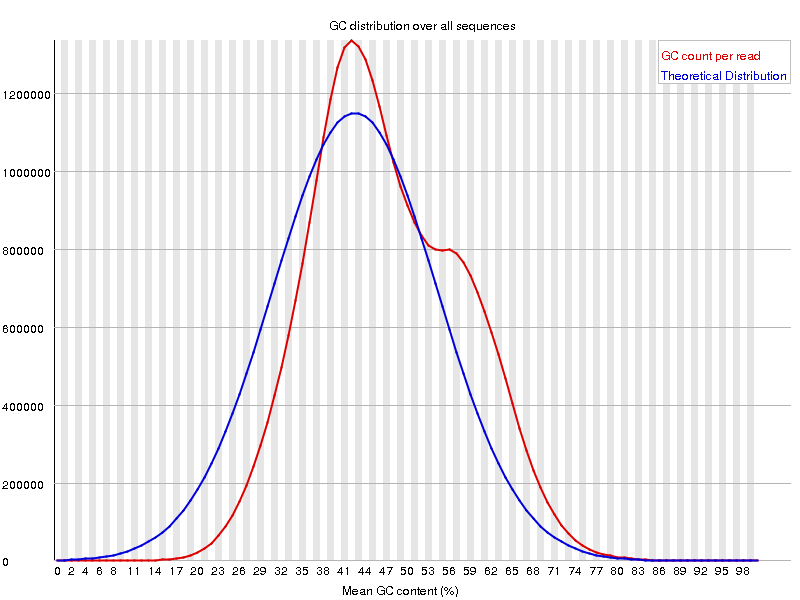 GC distribution over all sequences
GC count per read
Theoretical Distribution
1200000
1000000
800000
600000
400000
200000
0
0 2 4 6 8 11 14 17 20 23 26 29 32 35 38 41 44 47 50 53 56 59 62 65 68 71 74 77 80 83 86 89 92 95 98
Mean GC content (%)